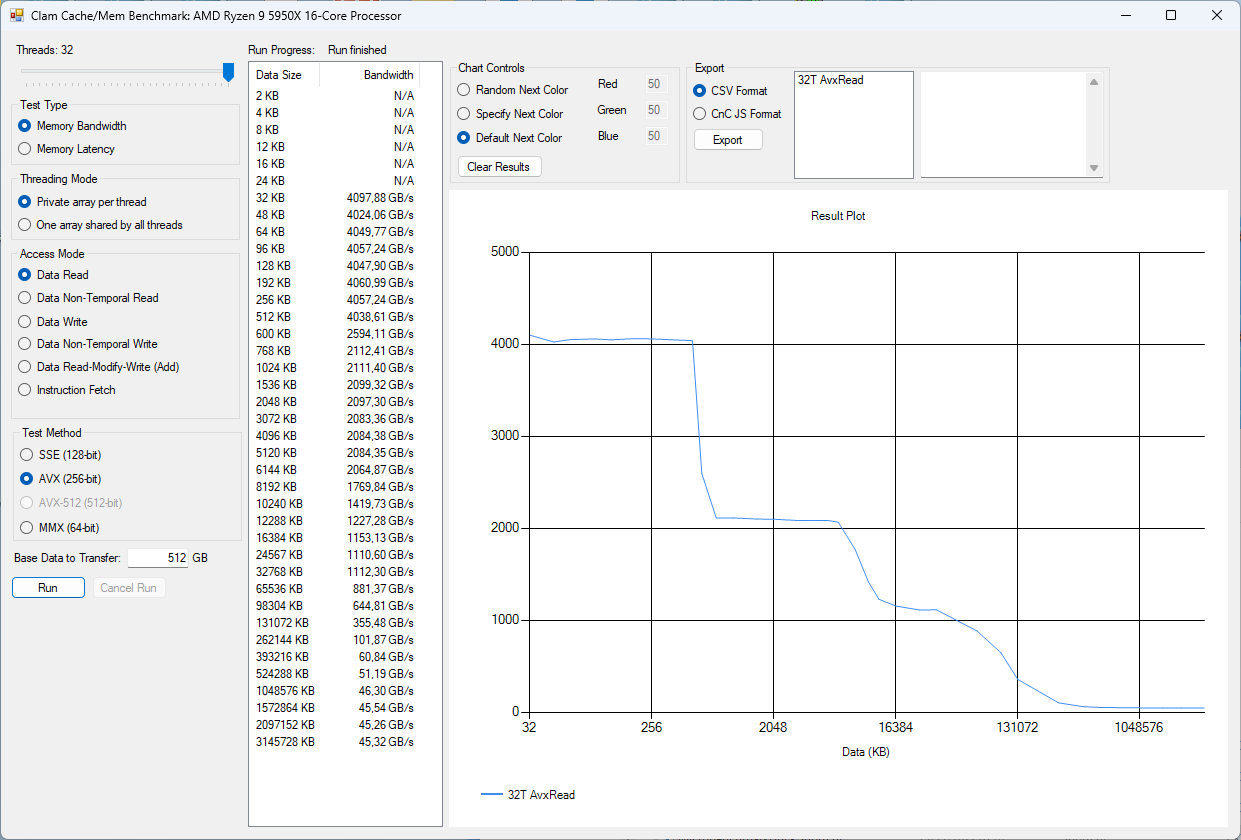 Clam Cache/Mem Benchmark: AMD Ryzen 9 5950X 16-Core Processor
Threads: 32
Test Type
Memory Bandwidth
Memory Latency
Threading Mode
Private array per thread
One array shared by all threads
Access Mode
Data Read
Data Non-Temporal Read
Data Write
Data Non-Temporal Write
Data Read-Modify-Write (Add)
Instruction Fetch
Test Method
SSE (128-bit)
AVX (256-bit)
AVX-512 (512-bit)
MMX (64-bit)
Base Data to Transfer: 512 GB
Run Cancel Run
Run Progress: Run finished
Data Size Bandwidth
2 KB N/A
4 KB N/A
8 KB N/A
12 KB N/A
16 KB N/A
24 KB N/A
32 KB 4097,88 GB/s
48 KB 4024,06 GB/s
64 KB 4049,77 GB/s
96 KB 4057,24 GB/s
128 KB 4047,90 GB/s
192 KB 4060,99 GB/s
256 KB 4057,24 GB/s
512 KB 4038,61 GB/s
600 KB 2594,11 GB/s
768 KB 2112,41 GB/s
1024 KB 2111,40 GB/s
1536 KB 2099,32 GB/s
2048 KB 2097,30 GB/s
3072 KB 2083,36 GB/s
4096 KB 2084,38 GB/s
5120 KB 2084,35 GB/s
6144 KB 2064,87 GB/s
8192 KB 1769,84 GB/s
10240 KB 1419,73 GB/s
12288 KB 1227,28 GB/s
16384 KB 1153,13 GB/s
24567 KB 1110,60 GB/s
32768 KB 1112,30 GB/s
65536 KB 881,37 GB/s
98304 KB 644,81 GB/s
131072 KB 355,48 GB/s
262144 KB 101,87 GB/s
393216 KB 60,84 GB/s
524288 KB 51,19 GB/s
1048576 KB 46,30 GB/s
1572864 KB 45,54 GB/s
2097152 KB 45,26 GB/s
3145728 KB 45,32 GB/s
Chart Controls
Random Next Color Red 50
Specify Next Color Green 50
Default Next Color Blue 50
Clear Results
Export
CSV Format
CnC JS Format
Export
32T AvxRead
Result Plot
5000
4000
3000
2000
1000
0
32 256 2048 16384 131072 1048576
Data (KB)
32T AvxRead